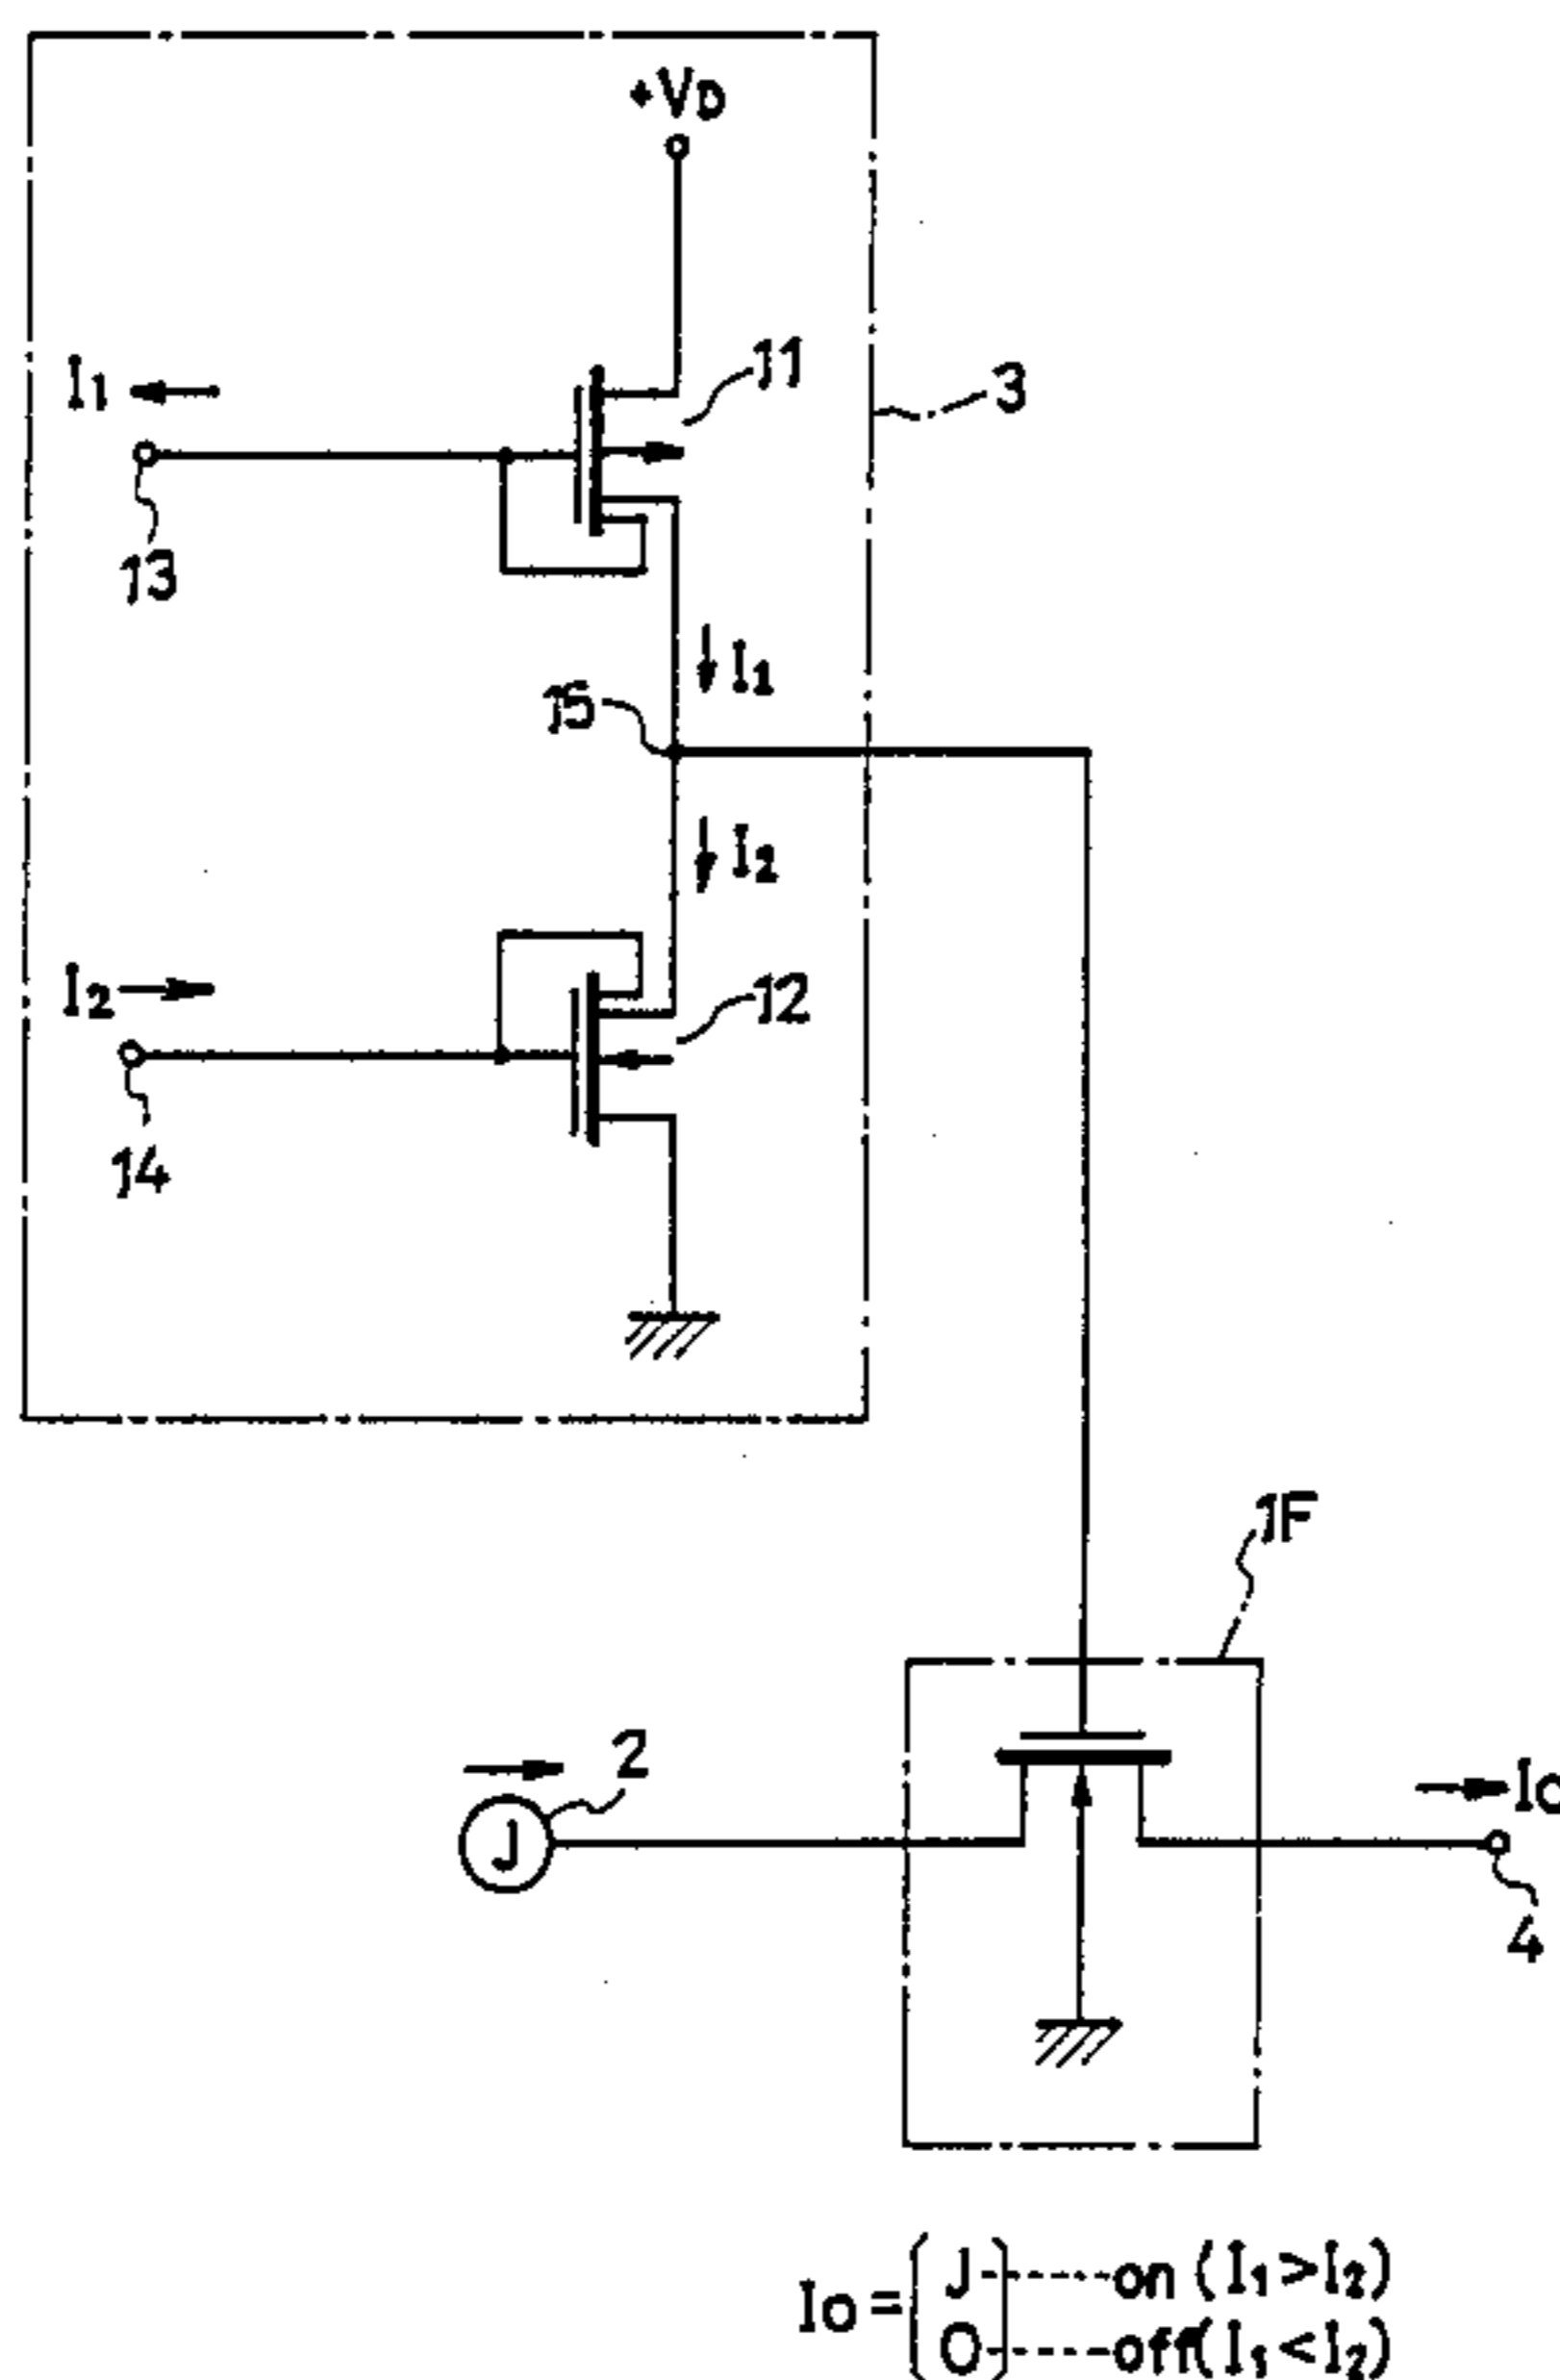 +VD
I1
11
3
13
I1
15
I2
I2
12
14
1F
2
J
Io
4
Io = { J ------ on (I1 > I2)
O ------ off (I1 < I2)